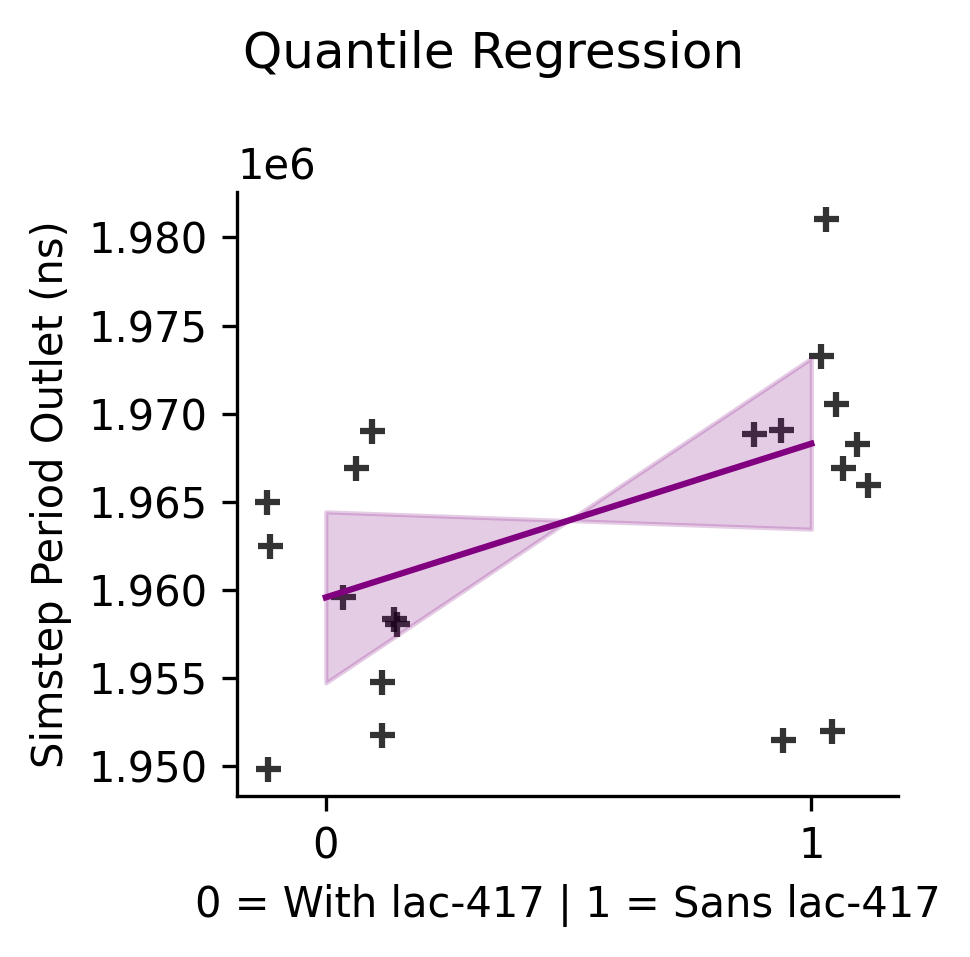 Quantile Regression
1e6
Simstep Period Outlet (ns)
1.980
1.975
1.970
1.965
1.960
1.955
1.950
0 1
0 = With lac-417 | 1 = Sans lac-417